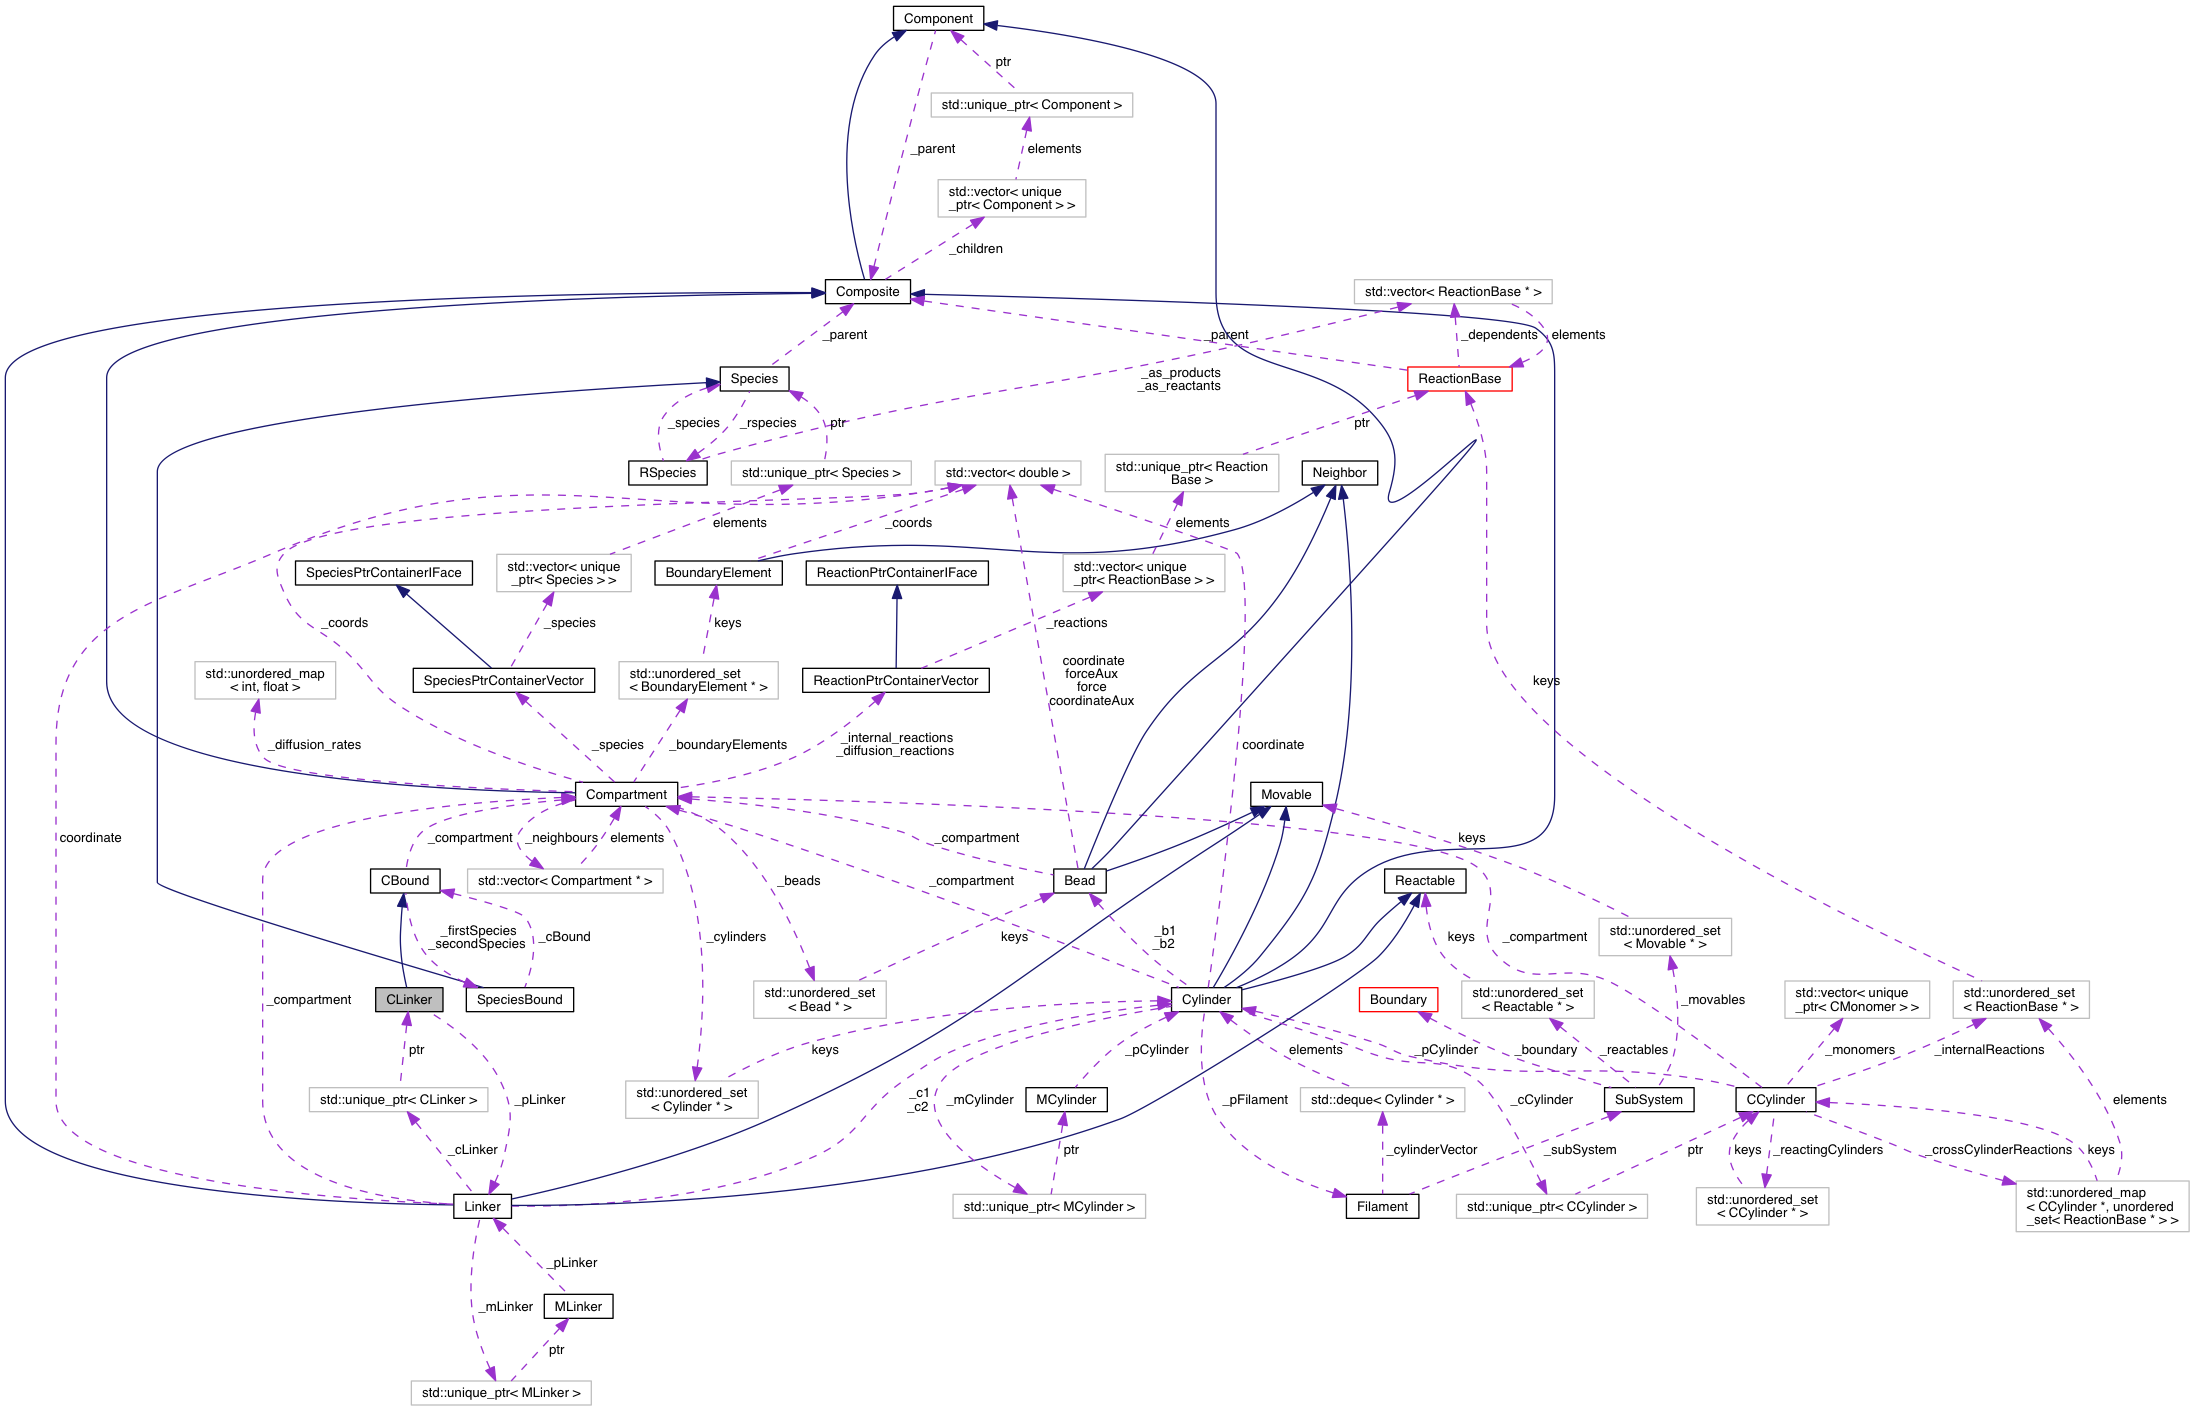 Component
ptr
std::unique_ptr< Component >
_parent
elements
std::vector< unique
_ptr< Component > >
_children
Composite
std::vector< ReactionBase * >
_parent
_parent
_dependents
elements
Species
_as_products
_as_reactants
ReactionBase
_species
_rspecies
ptr
ptr
RSpecies
std::unique_ptr< Species >
std::vector< double >
std::unique_ptr< Reaction
Base >
Neighbor
elements
_coords
elements
SpeciesPtrContainerIFace
std::vector< unique
_ptr< Species > >
BoundaryElement
ReactionPtrContainerIFace
std::vector< unique
_ptr< ReactionBase > >
_coords
_species
keys
_reactions
std::unordered_map
< int, float >
SpeciesPtrContainerVector
std::unordered_set
< BoundaryElement * >
ReactionPtrContainerVector
coordinate
forceAux
force
coordinateAux
keys
_diffusion_rates
_species
_boundaryElements
_internal_reactions
_diffusion_reactions
coordinate
Compartment
Movable
coordinate
_compartment
_neighbours
elements
_compartment
keys
CBound
std::vector< Compartment * >
_beads
_compartment
Bead
Reactable
_firstSpecies
_secondSpecies
_cBound
_cylinders
keys
_b1
_b2
keys
_compartment
std::unordered_set
< Movable * >
_compartment
CLinker
SpeciesBound
std::unordered_set
< Bead * >
Cylinder
Boundary
std::unordered_set
< Reactable * >
_movables
std::vector< unique
_ptr< CMonomer > >
std::unordered_set
< ReactionBase * >
ptr
keys
_pCylinder
elements
_pCylinder
_boundary
_reactables
_monomers
_internalReactions
std::unique_ptr< CLinker >
_pLinker
std::unordered_set
< Cylinder * >
_c1
_c2
_mCylinder
MCylinder
_pFilament
std::deque< Cylinder * >
_cCylinder
SubSystem
CCylinder
elements
_cLinker
ptr
_cylinderVector
_subSystem
ptr
keys
_reactingCylinders
_crossCylinderReactions
keys
Linker
std::unique_ptr< MCylinder >
Filament
std::unique_ptr< CCylinder >
std::unordered_set
< CCylinder * >
std::unordered_map
< CCylinder *, unordered
_set< ReactionBase * > >
_pLinker
_mLinker
MLinker
ptr
std::unique_ptr< MLinker >